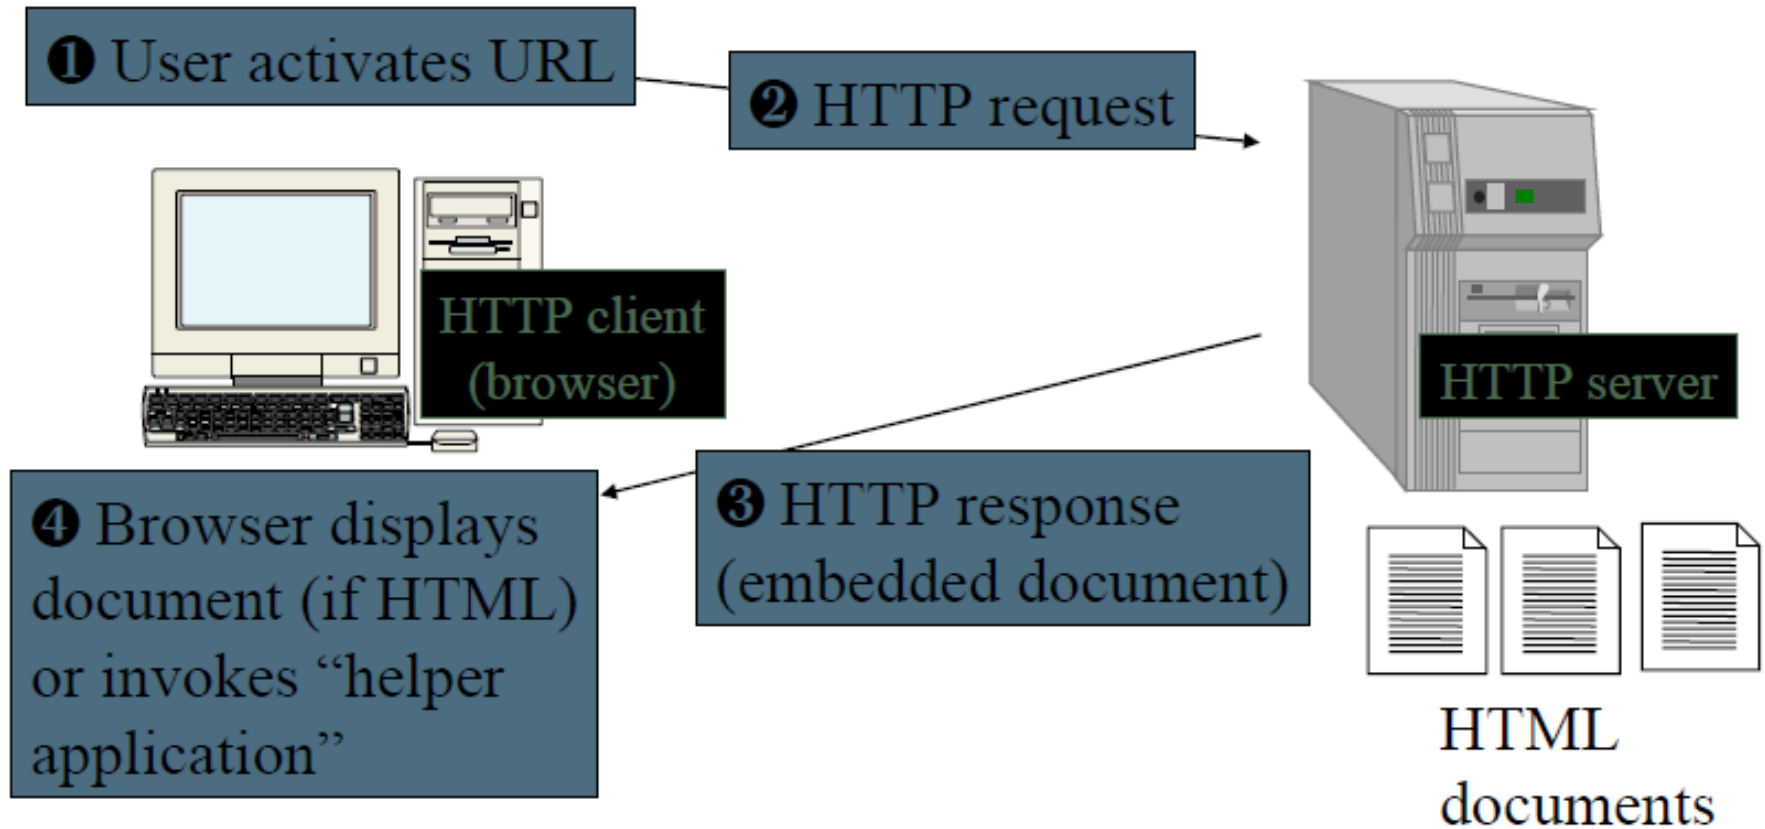 ❶ User activates URL
❷ HTTP request
HTTP client
(browser)
HTTP server
❸ HTTP response
(embedded document)
❹ Browser displays
document (if HTML)
or invokes “helper
application”
HTML
documents